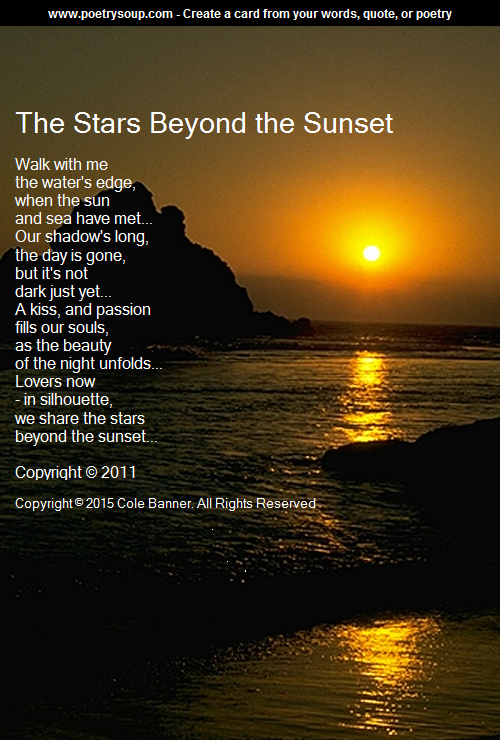 www.poetrysoup.com - Create a card from your words, quote, or poetry
The Stars Beyond the Sunset
Walk with me
the water's edge,
when the sun
and sea have met...
Our shadow's long,
the day is gone,
but it's not
dark just yet...
A kiss, and passion
fills our souls,
as the beauty
of the night unfolds...
Lovers now
- in silhouette,
we share the stars
beyond the sunset...
Copyright © 2011
Copyright © 2015 Cole Banner. All Rights Reserved